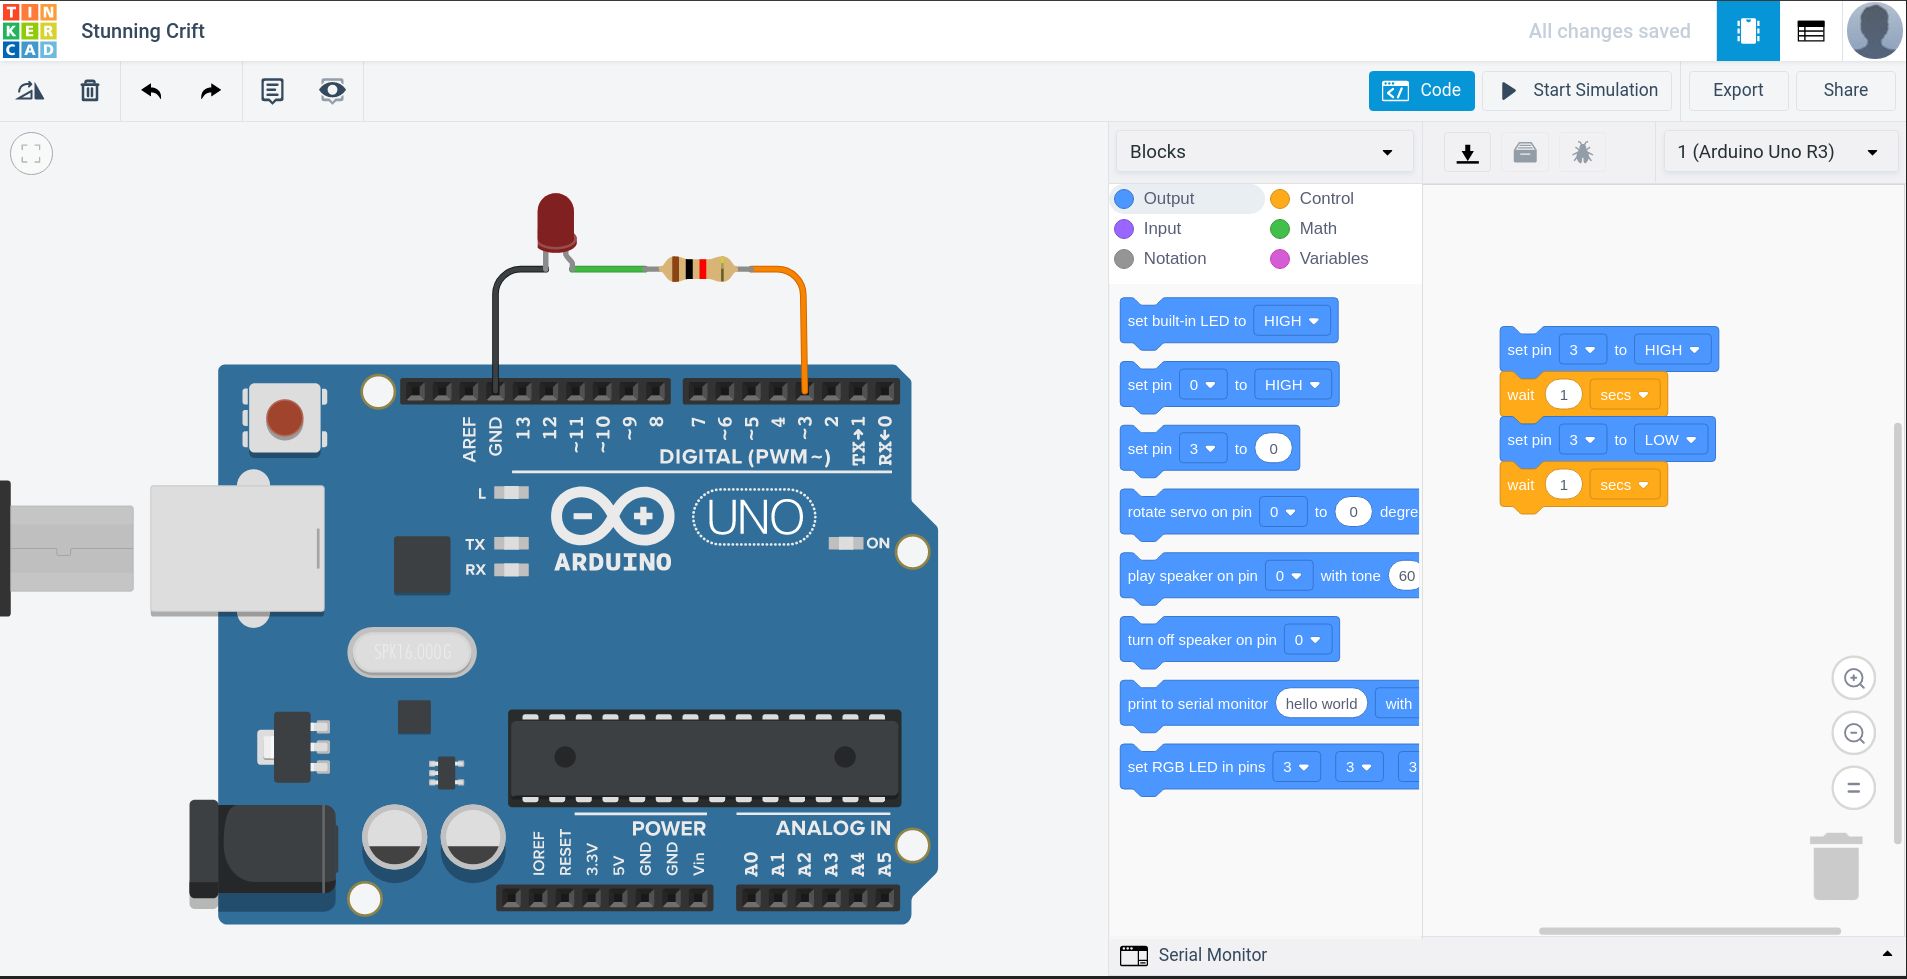 TIN
KER
CAD
Stunning Crift
All changes saved
Code
Start Simulation
Export
Share
Blocks
1 (Arduino Uno R3)
Output
Control
Input
Math
Notation
Variables
set built-in LED to HIGH
set pin 0 to HIGH
set pin 3 to 0
rotate servo on pin 0 to 0 degre
play speaker on pin 0 with tone 60
turn off speaker on pin 0
print to serial monitor hello world with
set RGB LED in pins 3 3 3
set pin 3 to HIGH
wait 1 secs
set pin 3 to LOW
wait 1 secs
AREF GND 13 12 ~11 ~10 ~9 8 7 ~6 ~5 4 ~3 2 TX→1 RX←0
DIGITAL (PWM~)
L
TX
RX
ARDUINO
UNO
ON
SPK16.000G
POWER
ANALOG IN
IOREF RESET 3.3V 5V GND GND Vin A0 A1 A2 A3 A4 A5
Serial Monitor